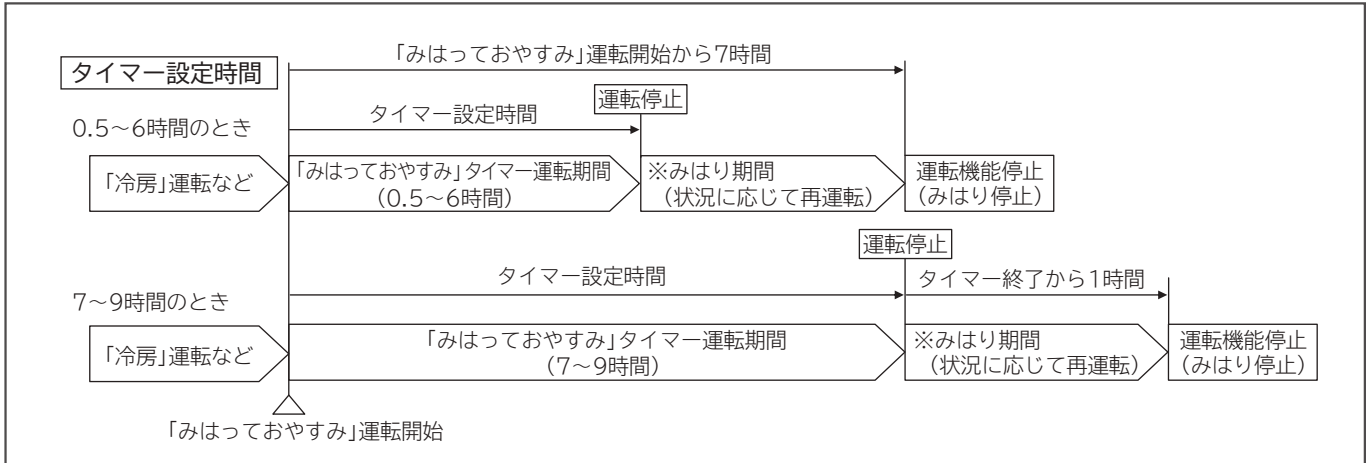 「みはっておやすみ」運転開始から7時間
タイマー設定時間
運転停止
タイマー設定時間
0.5～6時間のとき
「冷房」運転など
「みはっておやすみ」タイマー運転期間
(0.5～6時間)
※みはり期間
(状況に応じて再運転)
運転機能停止
(みはり停止)
運転停止
タイマー設定時間
タイマー終了から1時間
7～9時間のとき
「冷房」運転など
「みはっておやすみ」タイマー運転期間
(7～9時間)
※みはり期間
(状況に応じて再運転)
運転機能停止
(みはり停止)
「みはっておやすみ」運転開始